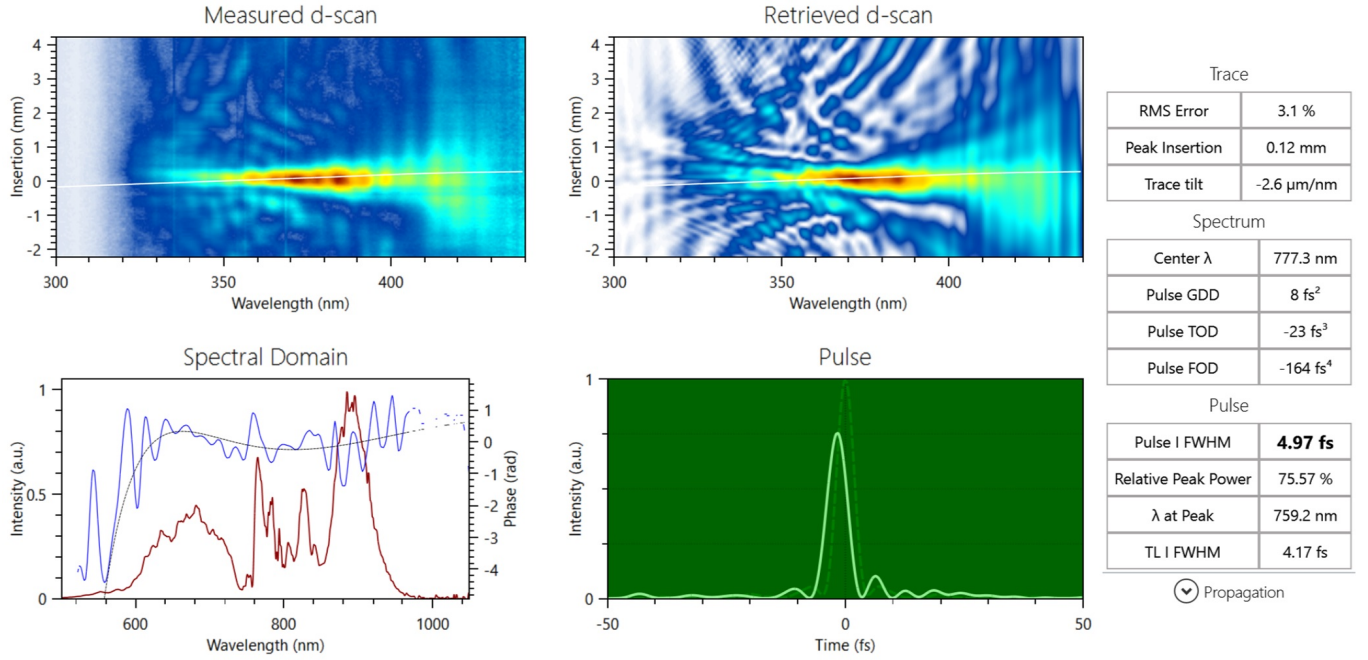 Measured d-scan
Insertion (mm)
4
3
2
1
0
-1
-2
300
350
400
Wavelength (nm)
Retrieved d-scan
Insertion (mm)
4
3
2
1
0
-1
-2
300
350
400
Wavelength (nm)
Trace
RMS Error 3.1 %
Peak Insertion 0.12 mm
Trace tilt -2.6 µm/nm
Spectrum
Center λ 777.3 nm
Pulse GDD 8 fs²
Pulse TOD -23 fs³
Pulse FOD -164 fs⁴
Pulse
Pulse I FWHM 4.97 fs
Relative Peak Power 75.57 %
λ at Peak 759.2 nm
TL I FWHM 4.17 fs
Propagation
Spectral Domain
Intensity (a.u.)
1
0.5
0
600
800
1000
Wavelength (nm)
1
0
-1
-2
-3
-4
Phase (rad)
Pulse
Intensity (a.u.)
1
0
-50
0
50
Time (fs)